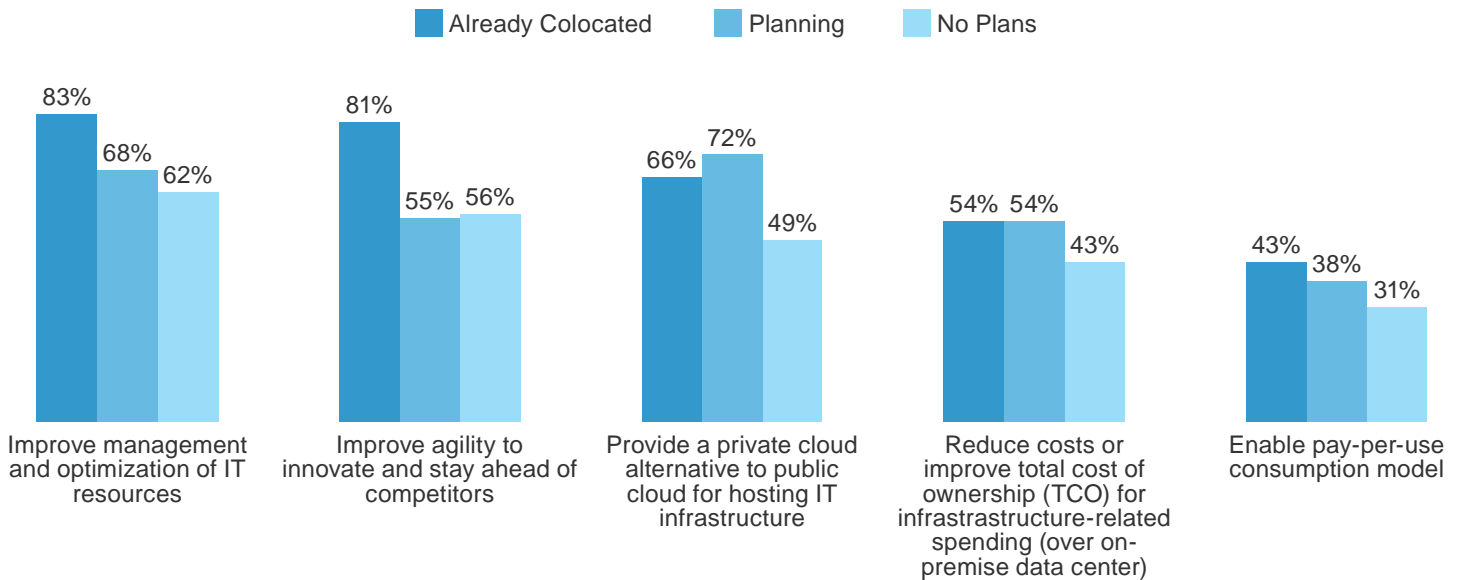 Already Colocated
Planning
No Plans
83%
68%
62%
81%
55%
56%
66%
72%
49%
54%
54%
43%
43%
38%
31%
Improve management
and optimization of IT
resources
Improve agility to
innovate and stay ahead of
competitors
Provide a private cloud
alternative to public
cloud for hosting IT
infrastructure
Reduce costs or
improve total cost of
ownership (TCO) for
infrastrastructure-related
spending (over on-
premise data center)
Enable pay-per-use
consumption model